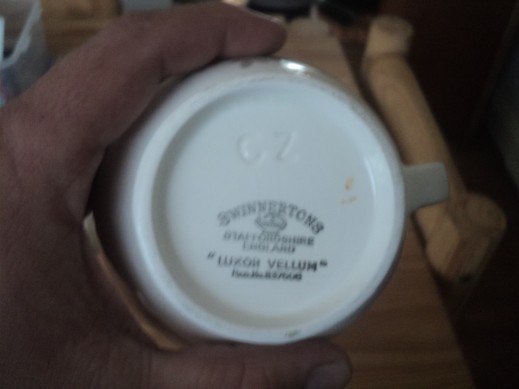 C.Z.
SWINNERTONS
STAFFORDSHIRE
ENGLAND
"LUXOR VELLUM"